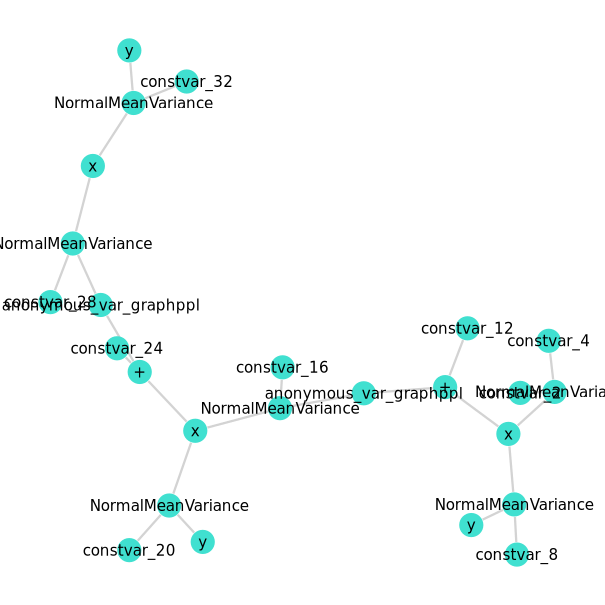 y
constvar_32
NormalMeanVariance
x
NormalMeanVariance
constvar_28
anonymous_var_graphppl
constvar_24
+
constvar_12
constvar_4
constvar_16
+
anonymous_var_graphppl
constvar_2
NormalMeanVaria
NormalMeanVariance
x
x
NormalMeanVariance
NormalMeanVariance
y
y
constvar_20
constvar_8